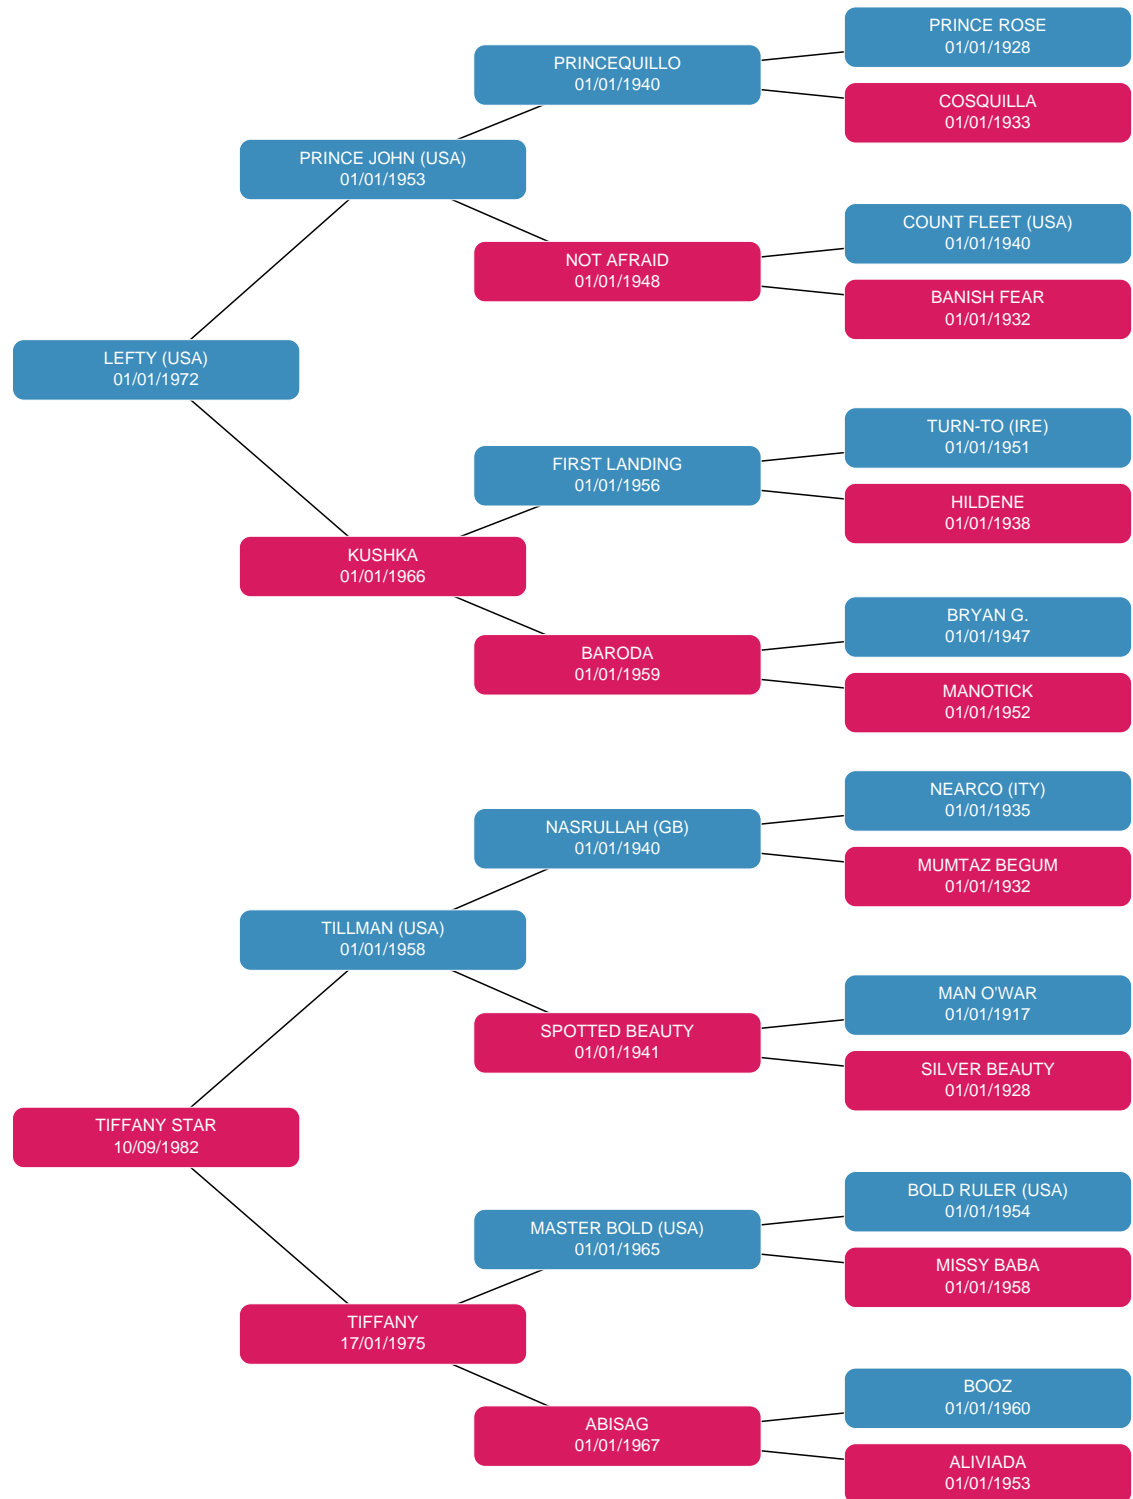 PRINCE ROSE
01/01/1928
PRINCEQUILLO
01/01/1940
COSQUILLA
01/01/1933
PRINCE JOHN (USA)
01/01/1953
COUNT FLEET (USA)
01/01/1940
NOT AFRAID
01/01/1948
BANISH FEAR
01/01/1932
LEFTY (USA)
01/01/1972
TURN-TO (IRE)
01/01/1951
FIRST LANDING
01/01/1956
HILDENE
01/01/1938
KUSHKA
01/01/1966
BRYAN G.
01/01/1947
BARODA
01/01/1959
MANOTICK
01/01/1952
NEARCO (ITY)
01/01/1935
NASRULLAH (GB)
01/01/1940
MUMTAZ BEGUM
01/01/1932
TILLMAN (USA)
01/01/1958
MAN O'WAR
01/01/1917
SPOTTED BEAUTY
01/01/1941
SILVER BEAUTY
01/01/1928
TIFFANY STAR
10/09/1982
BOLD RULER (USA)
01/01/1954
MASTER BOLD (USA)
01/01/1965
MISSY BABA
01/01/1958
TIFFANY
17/01/1975
BOOZ
01/01/1960
ABISAG
01/01/1967
ALIVIADA
01/01/1953